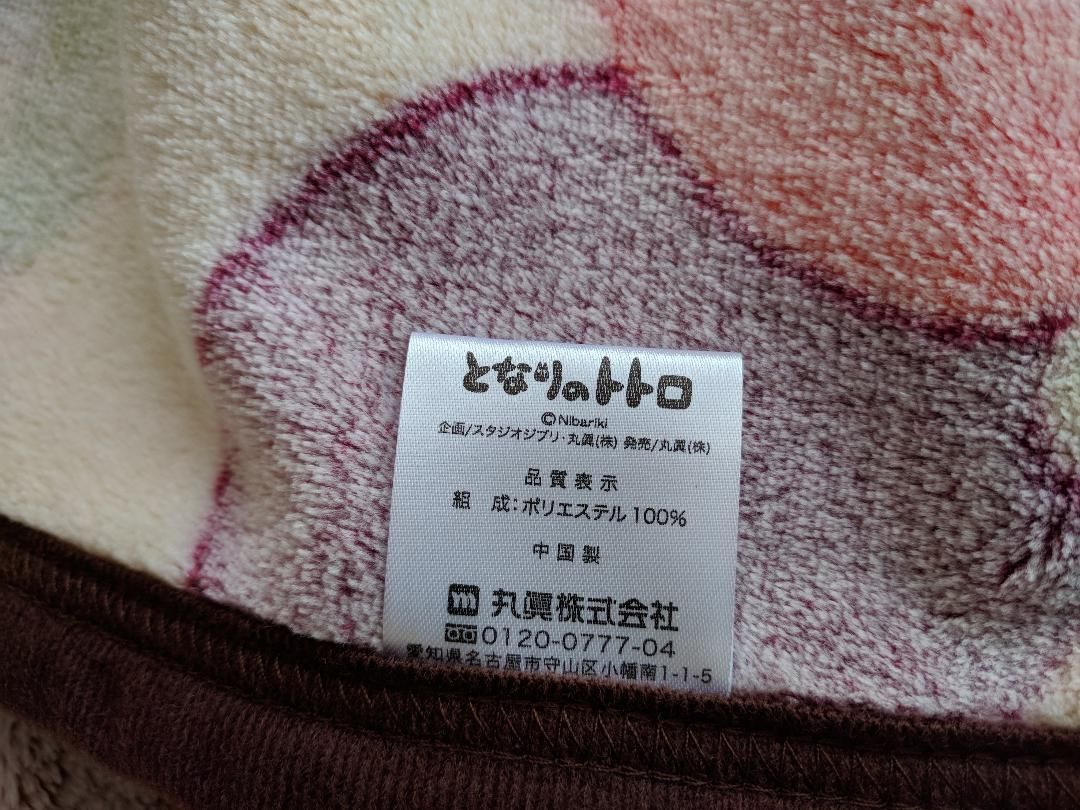 となりのトトロ
©Nibariki
企画/スタジオジブリ・丸眞(株) 発売/丸眞(株)
品質表示
組 成:ポリエステル100%
中国製
m 丸眞株式会社
0120-0777-04
愛知県名古屋市守山区小幡南1-1-5